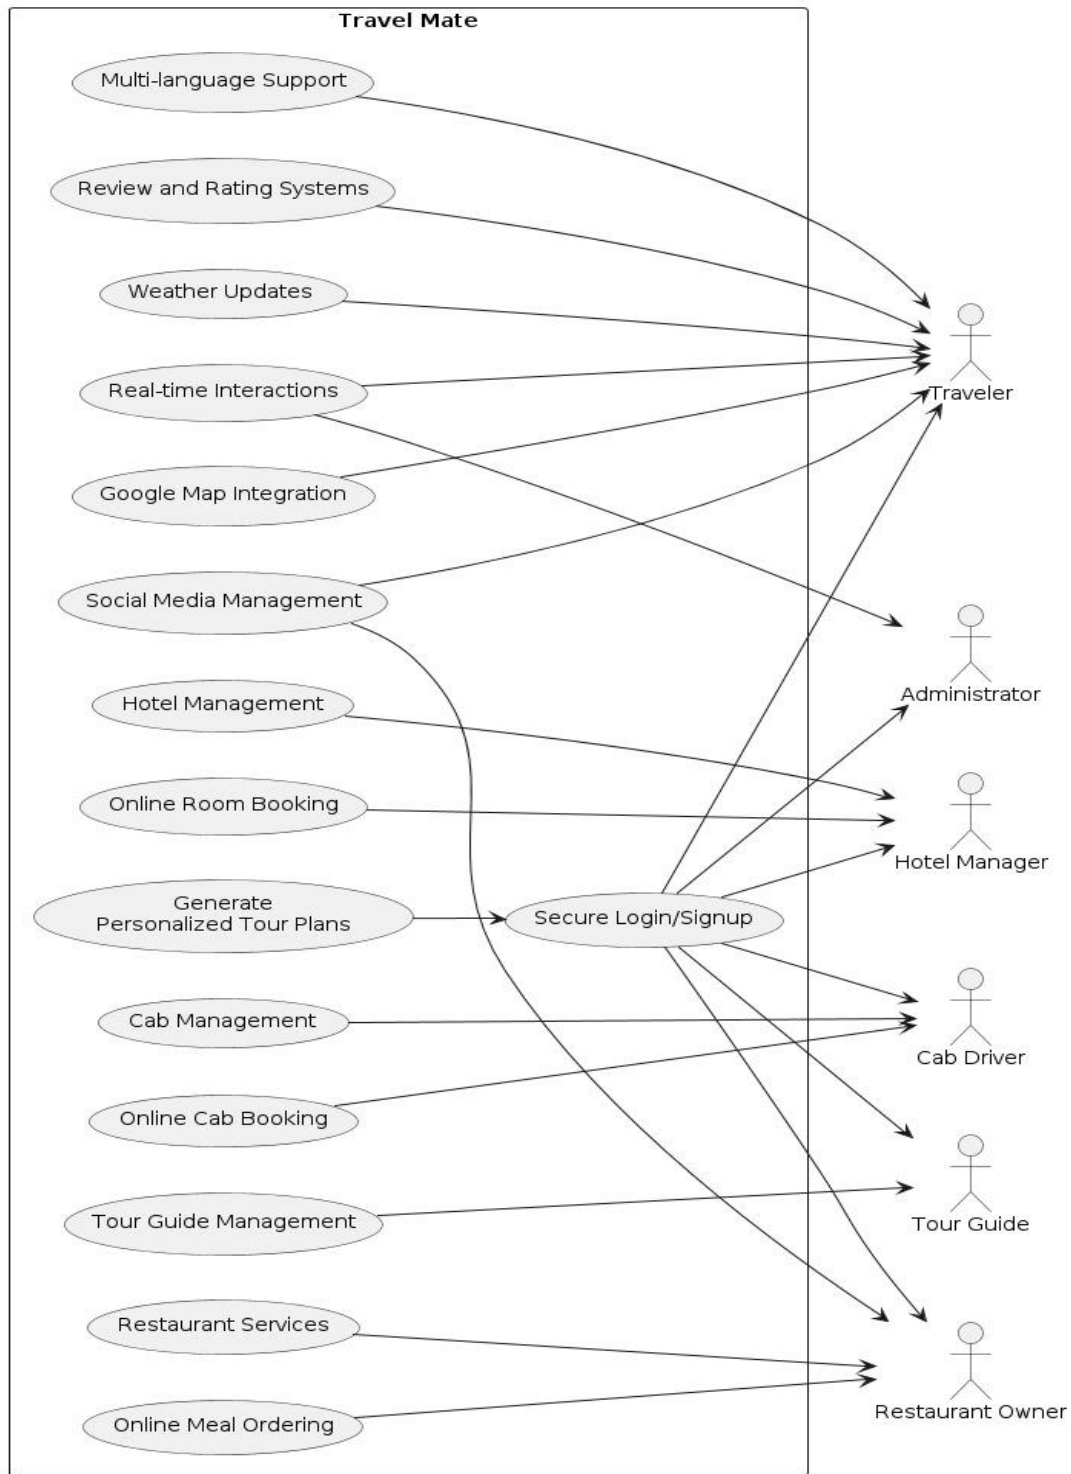 Travel Mate
Multi-language Support
Review and Rating Systems
Weather Updates
Real-time Interactions
Traveler
Google Map Integration
Social Media Management
Administrator
Hotel Management
Online Room Booking
Hotel Manager
Generate
Personalized Tour Plans
Secure Login/Signup
Cab Management
Cab Driver
Online Cab Booking
Tour Guide Management
Tour Guide
Restaurant Services
Restaurant Owner
Online Meal Ordering